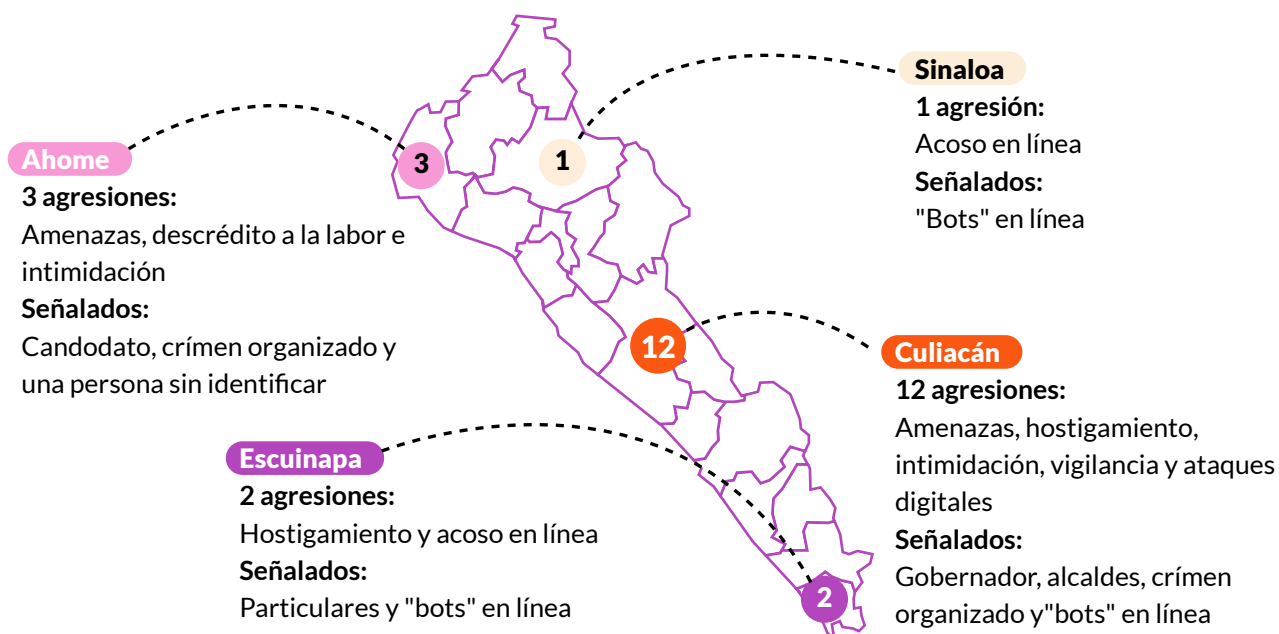 Sinaloa
1 agresión:
Acoso en línea
Señalados:
"Bots" en línea
1
Ahome
3 agresiones:
Amenazas, descrédito a la labor e
intimidación
Señalados:
Candodato, crímen organizado y
una persona sin identificar
3
12
Culiacán
12 agresiones:
Amenazas, hostigamiento,
intimidación, vigilancia y ataques
digitales
Señalados:
Gobernador, alcaldes, crímen
organizado y"bots" en línea
Escuinapa
2 agresiones:
Hostigamiento y acoso en línea
Señalados:
Particulares y "bots" en línea
2